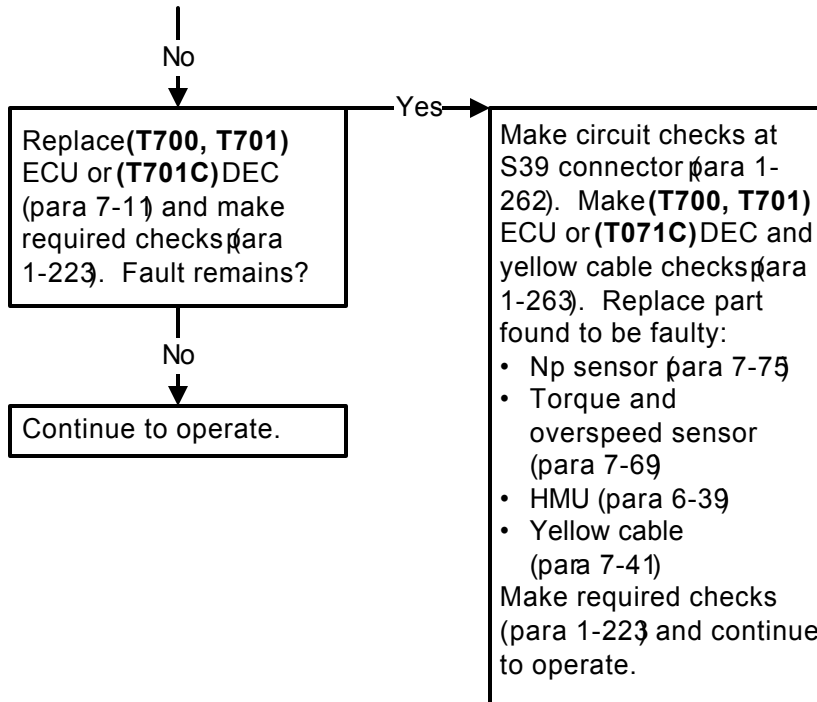 No
Replace (T700, T701)
ECU or (T701C) DEC
(para 7-11) and make
required checks (para
1-223). Fault remains?
Yes
Make circuit checks at
S39 connector (para 1-
262). Make (T700, T701)
ECU or (T071C) DEC and
yellow cable checks (para
1-263). Replace part
found to be faulty:
• Np sensor (para 7-75)
• Torque and
overspeed sensor
(para 7-69)
• HMU (para 6-39)
• Yellow cable
(para 7-41)
Make required checks
(para 1-223) and continue
to operate.
No
Continue to operate.